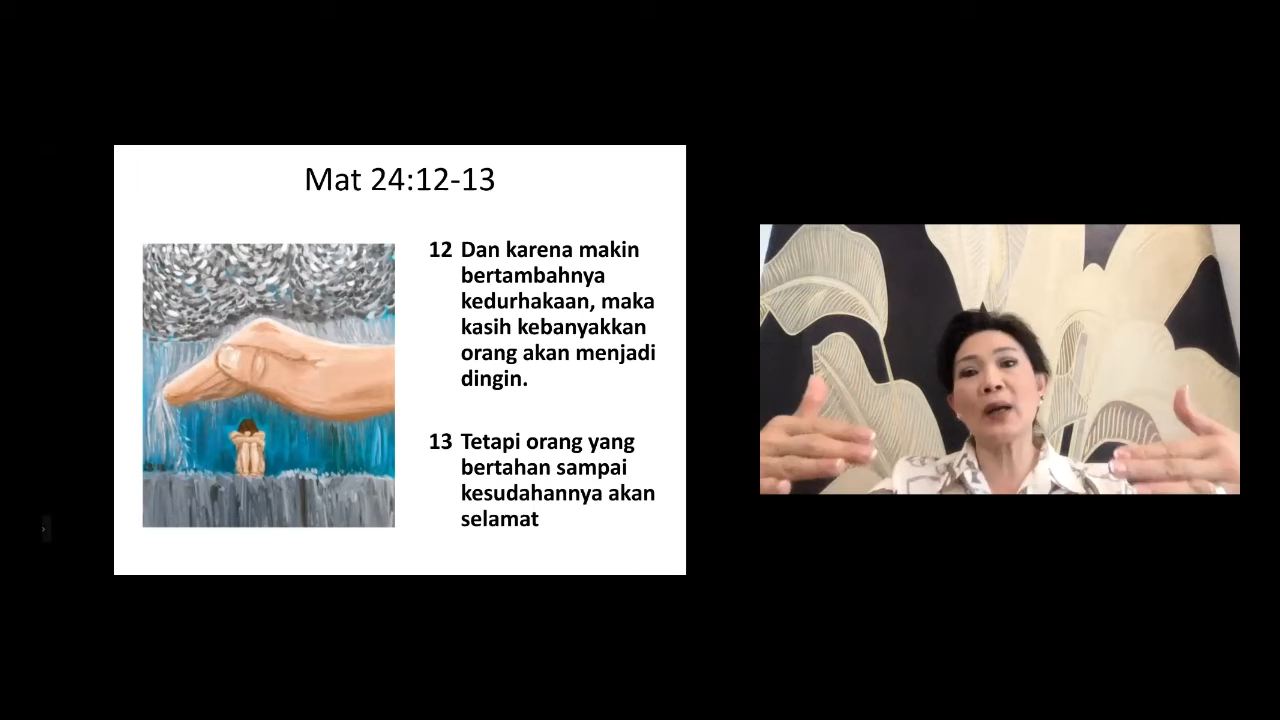 Mat 24:12-13
12 Dan karena makin
bertambahnya
kedurhakaan, maka
kasih kebanyakkan
orang akan menjadi
dingin.
13 Tetapi orang yang
bertahan sampai
kesudahannya akan
selamat